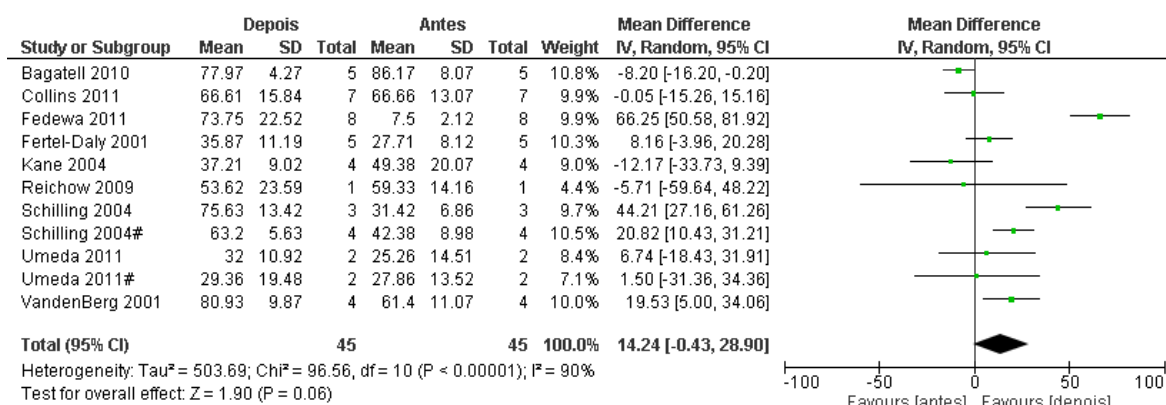 Depois Antes Mean Difference Mean Difference
Study or Subgroup Mean SD Total Mean SD Total Weight IV, Random, 95% CI IV, Random, 95% CI
Bagatell 2010 77.97 4.27 5 86.17 8.07 5 10.8% -8.20 [-16.20, -0.20]
Collins 2011 66.61 15.84 7 66.66 13.07 7 9.9% -0.05 [-15.26, 15.16]
Fedewa 2011 73.75 22.52 8 7.5 2.12 8 9.9% 66.25 [50.58, 81.92]
Fertel-Daly 2001 35.87 11.19 5 27.71 8.12 5 10.3% 8.16 [-3.96, 20.28]
Kane 2004 37.21 9.02 4 49.38 20.07 4 9.0% -12.17 [-33.73, 9.39]
Reichow 2009 53.62 23.59 1 59.33 14.16 1 4.4% -5.71 [-59.64, 48.22]
Schilling 2004 75.63 13.42 3 31.42 6.86 3 9.7% 44.21 [27.16, 61.26]
Schilling 2004# 63.2 5.63 4 42.38 8.98 4 10.5% 20.82 [10.43, 31.21]
Umeda 2011 32 10.92 2 25.26 14.51 2 8.4% 6.74 [-18.43, 31.91]
Umeda 2011# 29.36 19.48 2 27.86 13.52 2 7.1% 1.50 [-31.36, 34.36]
VandenBerg 2001 80.93 9.87 4 61.4 11.07 4 10.0% 19.53 [5.00, 34.06]
Total (95% CI) 45 45 100.0% 14.24 [-0.43, 28.90]
Heterogeneity: Tau² = 503.69; Chi² = 96.56, df = 10 (P < 0.00001); I² = 90%
Test for overall effect: Z = 1.90 (P = 0.06)
-100 -50 0 50 100
Favours [antes] Favours [depois]